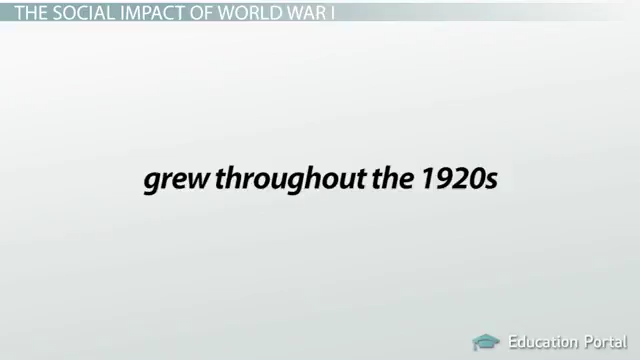 THE SOCIAL IMPACT OF WORLD WAR I
grew throughout the 1920s
Education Portal